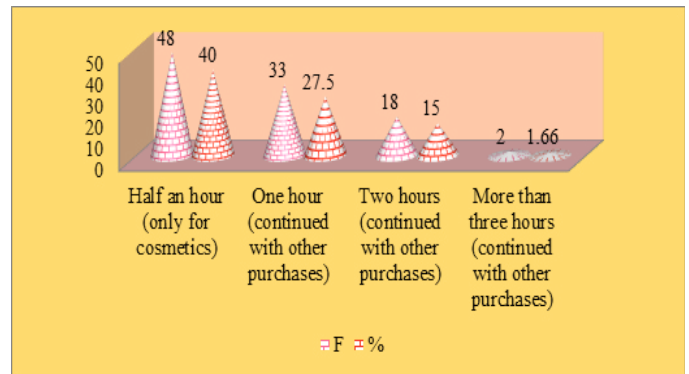 48
40
33
27.5
18
15
2
1.66
50
40
30
20
10
0
Half an hour
(only for
cosmetics)
One hour
(continued
with other
purchases)
Two hours
(continued
with other
purchases)
More than
three hours
(continued
with other
purchases)
F %